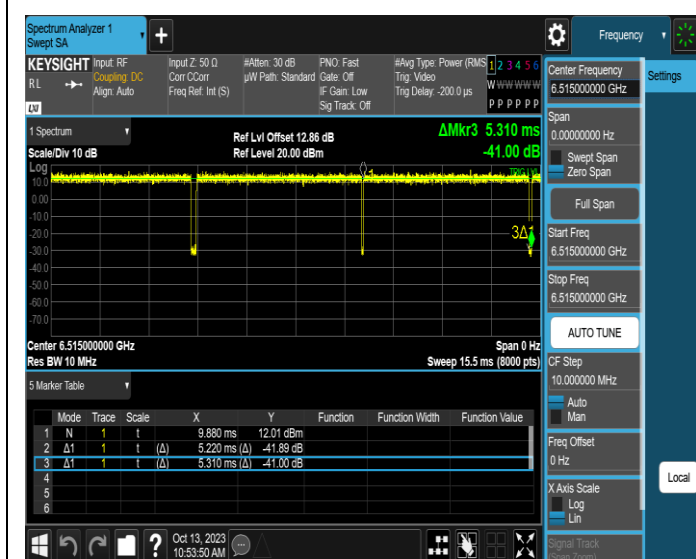 Spectrum Analyzer 1
Swept SA
Frequency
KEYSIGHT
RL
LXI
Input: RF
Coupling: DC
Align: Auto
Input Z: 50 Ω
Corr CCorr
Freq Ref: Int (S)
#Atten: 30 dB
µW Path: Standard
PNO: Fast
Gate: Off
IF Gain: Low
Sig Track: Off
#Avg Type: Power (RMS
Trig: Video
Trig Delay: -200.0 µs
1 2 3 4 5 6
W W W W W W
P P P P P P
Center Frequency
6.515000000 GHz
Settings
Span
0.00000000 Hz
Swept Span
Zero Span
Full Span
Start Freq
6.515000000 GHz
Stop Freq
6.515000000 GHz
AUTO TUNE
CF Step
10.000000 MHz
Auto
Man
Freq Offset
0 Hz
X Axis Scale
Log
Lin
Signal Track
(Span Zoom)
Local
1 Spectrum
Scale/Div 10 dB
Ref Lvl Offset 12.86 dB
Ref Level 20.00 dBm
ΔMkr3 5.310 ms
-41.00 dB
Log
10.0
0.00
-10.0
-20.0
-30.0
-40.0
-50.0
-60.0
-70.0
1
3Δ1
Center 6.515000000 GHz
Res BW 10 MHz
Span 0 Hz
Sweep 15.5 ms (8000 pts)
5 Marker Table
Mode Trace Scale X Y Function Function Width Function Value
1 N 1 t 9.880 ms 12.01 dBm
2 Δ1 1 t (Δ) 5.220 ms (Δ) -41.89 dB
3 Δ1 1 t (Δ) 5.310 ms (Δ) -41.00 dB
4
5
6
?
Oct 13, 2023
10:53:50 AM